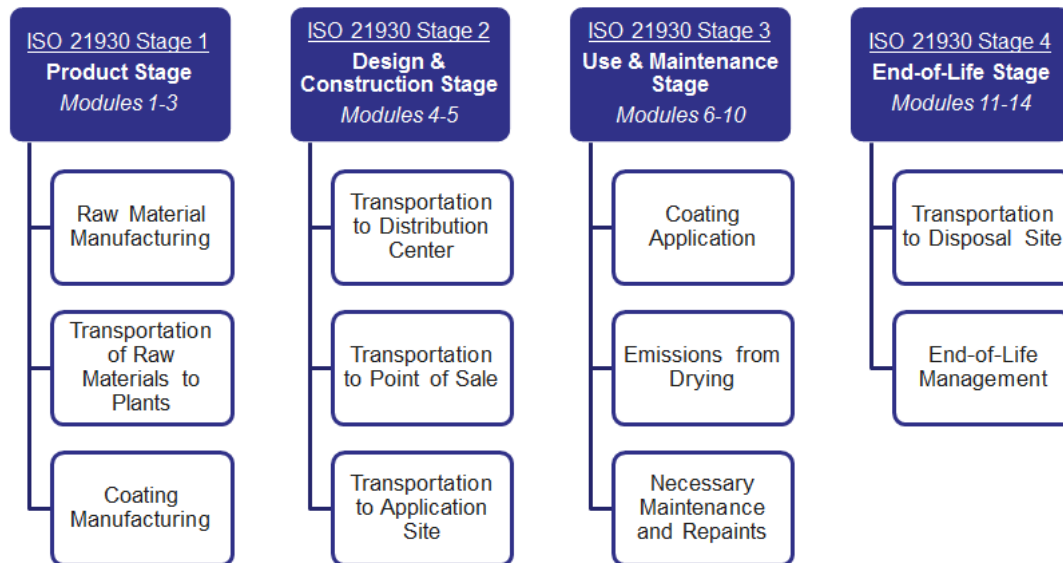 ISO 21930 Stage 1
Product Stage
Modules 1-3
Raw Material
Manufacturing
Transportation
of Raw
Materials to
Plants
Coating
Manufacturing
ISO 21930 Stage 2
Design &
Construction Stage
Modules 4-5
Transportation
to Distribution
Center
Transportation
to Point of Sale
Transportation
to Application
Site
ISO 21930 Stage 3
Use & Maintenance
Stage
Modules 6-10
Coating
Application
Emissions from
Drying
Necessary
Maintenance
and Repaints
ISO 21930 Stage 4
End-of-Life Stage
Modules 11-14
Transportation
to Disposal Site
End-of-Life
Management